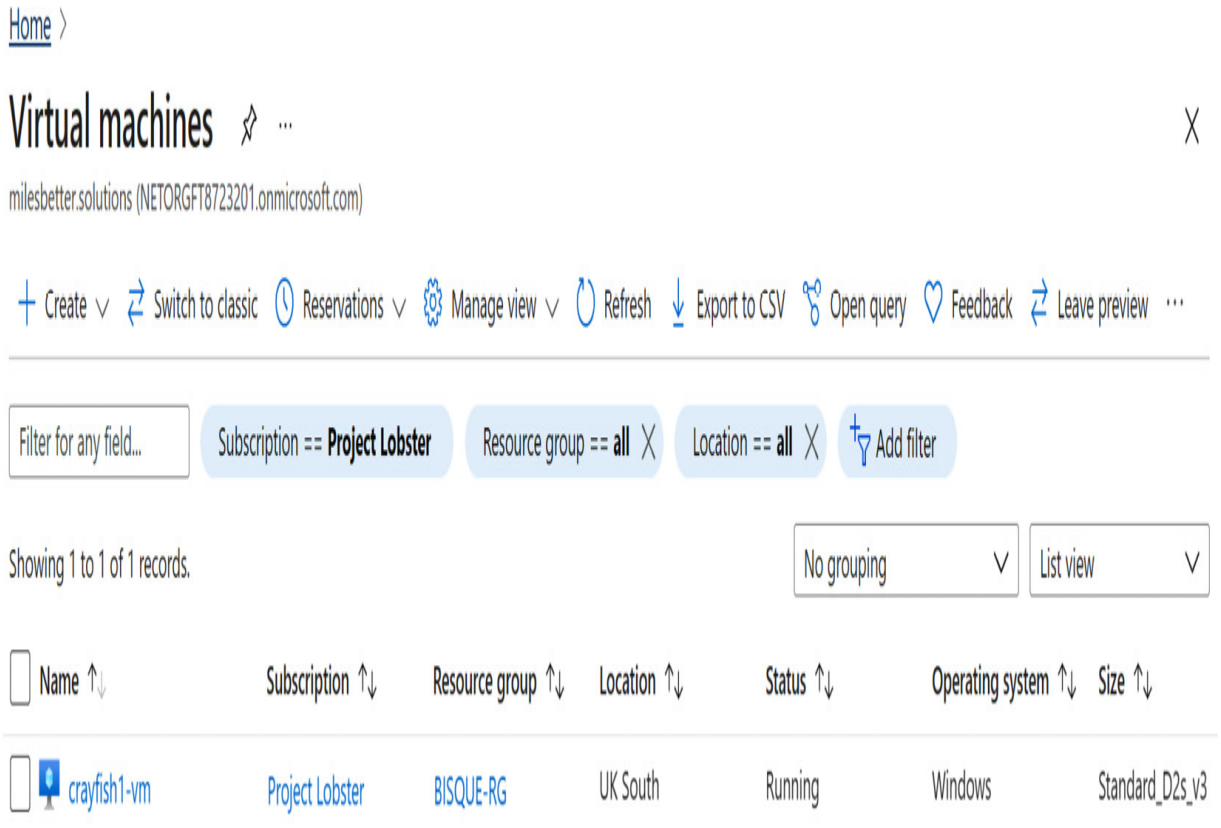 Home >
Virtual machines ...
milesbetter.solutions (NETORGFT8723201.onmicrosoft.com)
+ Create Switch to classic Reservations Manage view Refresh Export to CSV Open query Feedback Leave preview ...
Filter for any field... Subscription == Project Lobster Resource group == all X Location == all X Add filter
Showing 1 to 1 of 1 records.
No grouping List view
Name ↑↓ Subscription ↑↓ Resource group ↑↓ Location ↑↓ Status ↑↓ Operating system ↑↓ Size ↑↓
crayfish1-vm Project Lobster BISQUE-RG UK South Running Windows Standard_D2s_v3